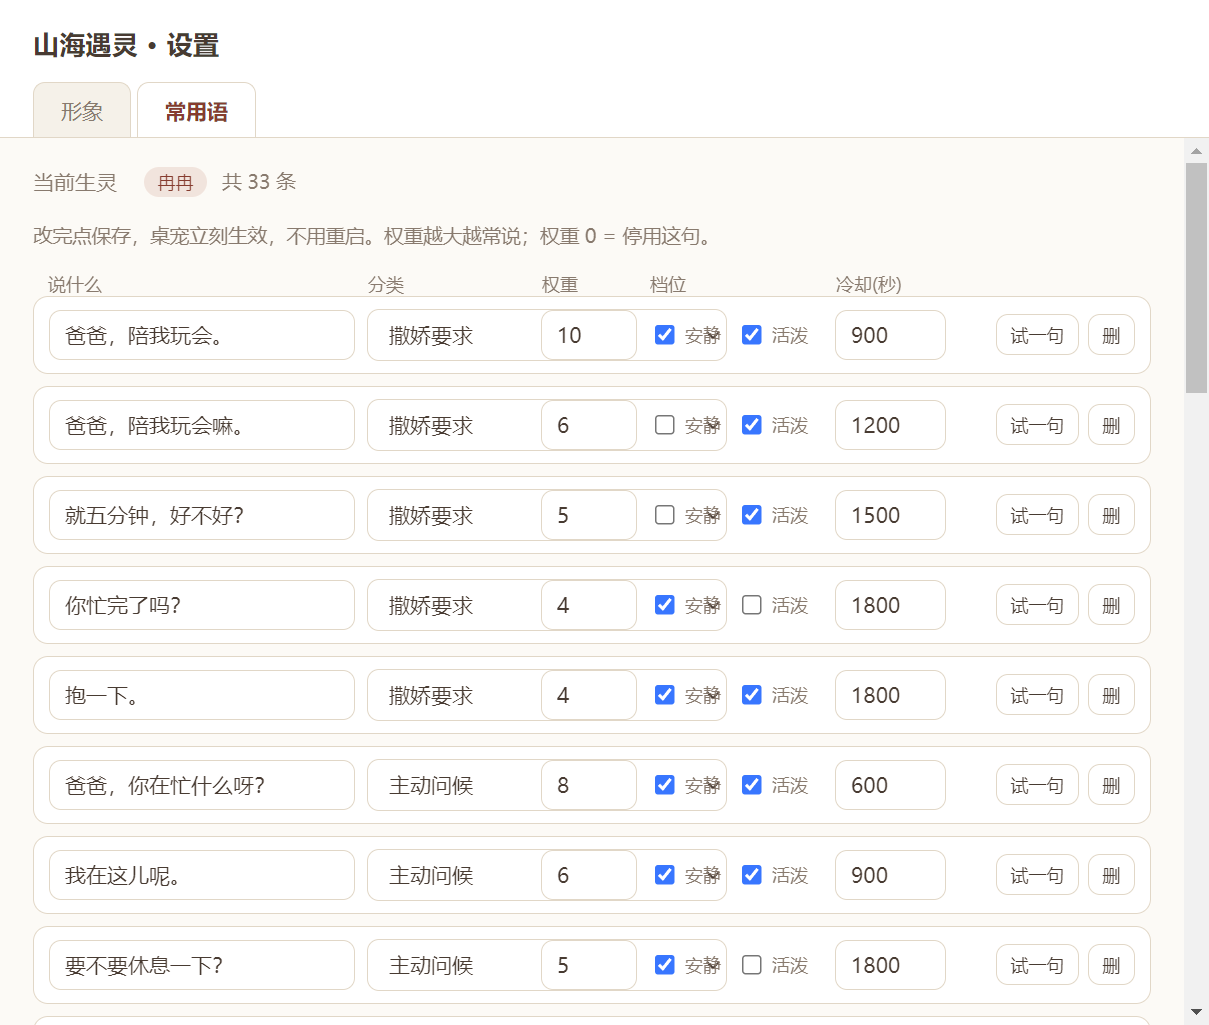 山海遇灵 • 设置
形象 常用语
当前生灵 冉冉 共 33 条
改完点保存，桌宠立刻生效，不用重启。权重越大越常说；权重 0 = 停用这句。
说什么 分类 权重 档位 冷却(秒)
爸爸，陪我玩会。 撒娇要求 10 安静 活泼 900 试一句 删
爸爸，陪我玩会嘛。 撒娇要求 6 安静 活泼 1200 试一句 删
就五分钟，好不好？ 撒娇要求 5 安静 活泼 1500 试一句 删
你忙完了吗？ 撒娇要求 4 安静 活泼 1800 试一句 删
抱一下。 撒娇要求 4 安静 活泼 1800 试一句 删
爸爸，你在忙什么呀？ 主动问候 8 安静 活泼 600 试一句 删
我在这儿呢。 主动问候 6 安静 活泼 900 试一句 删
要不要休息一下？ 主动问候 5 安静 活泼 1800 试一句 删